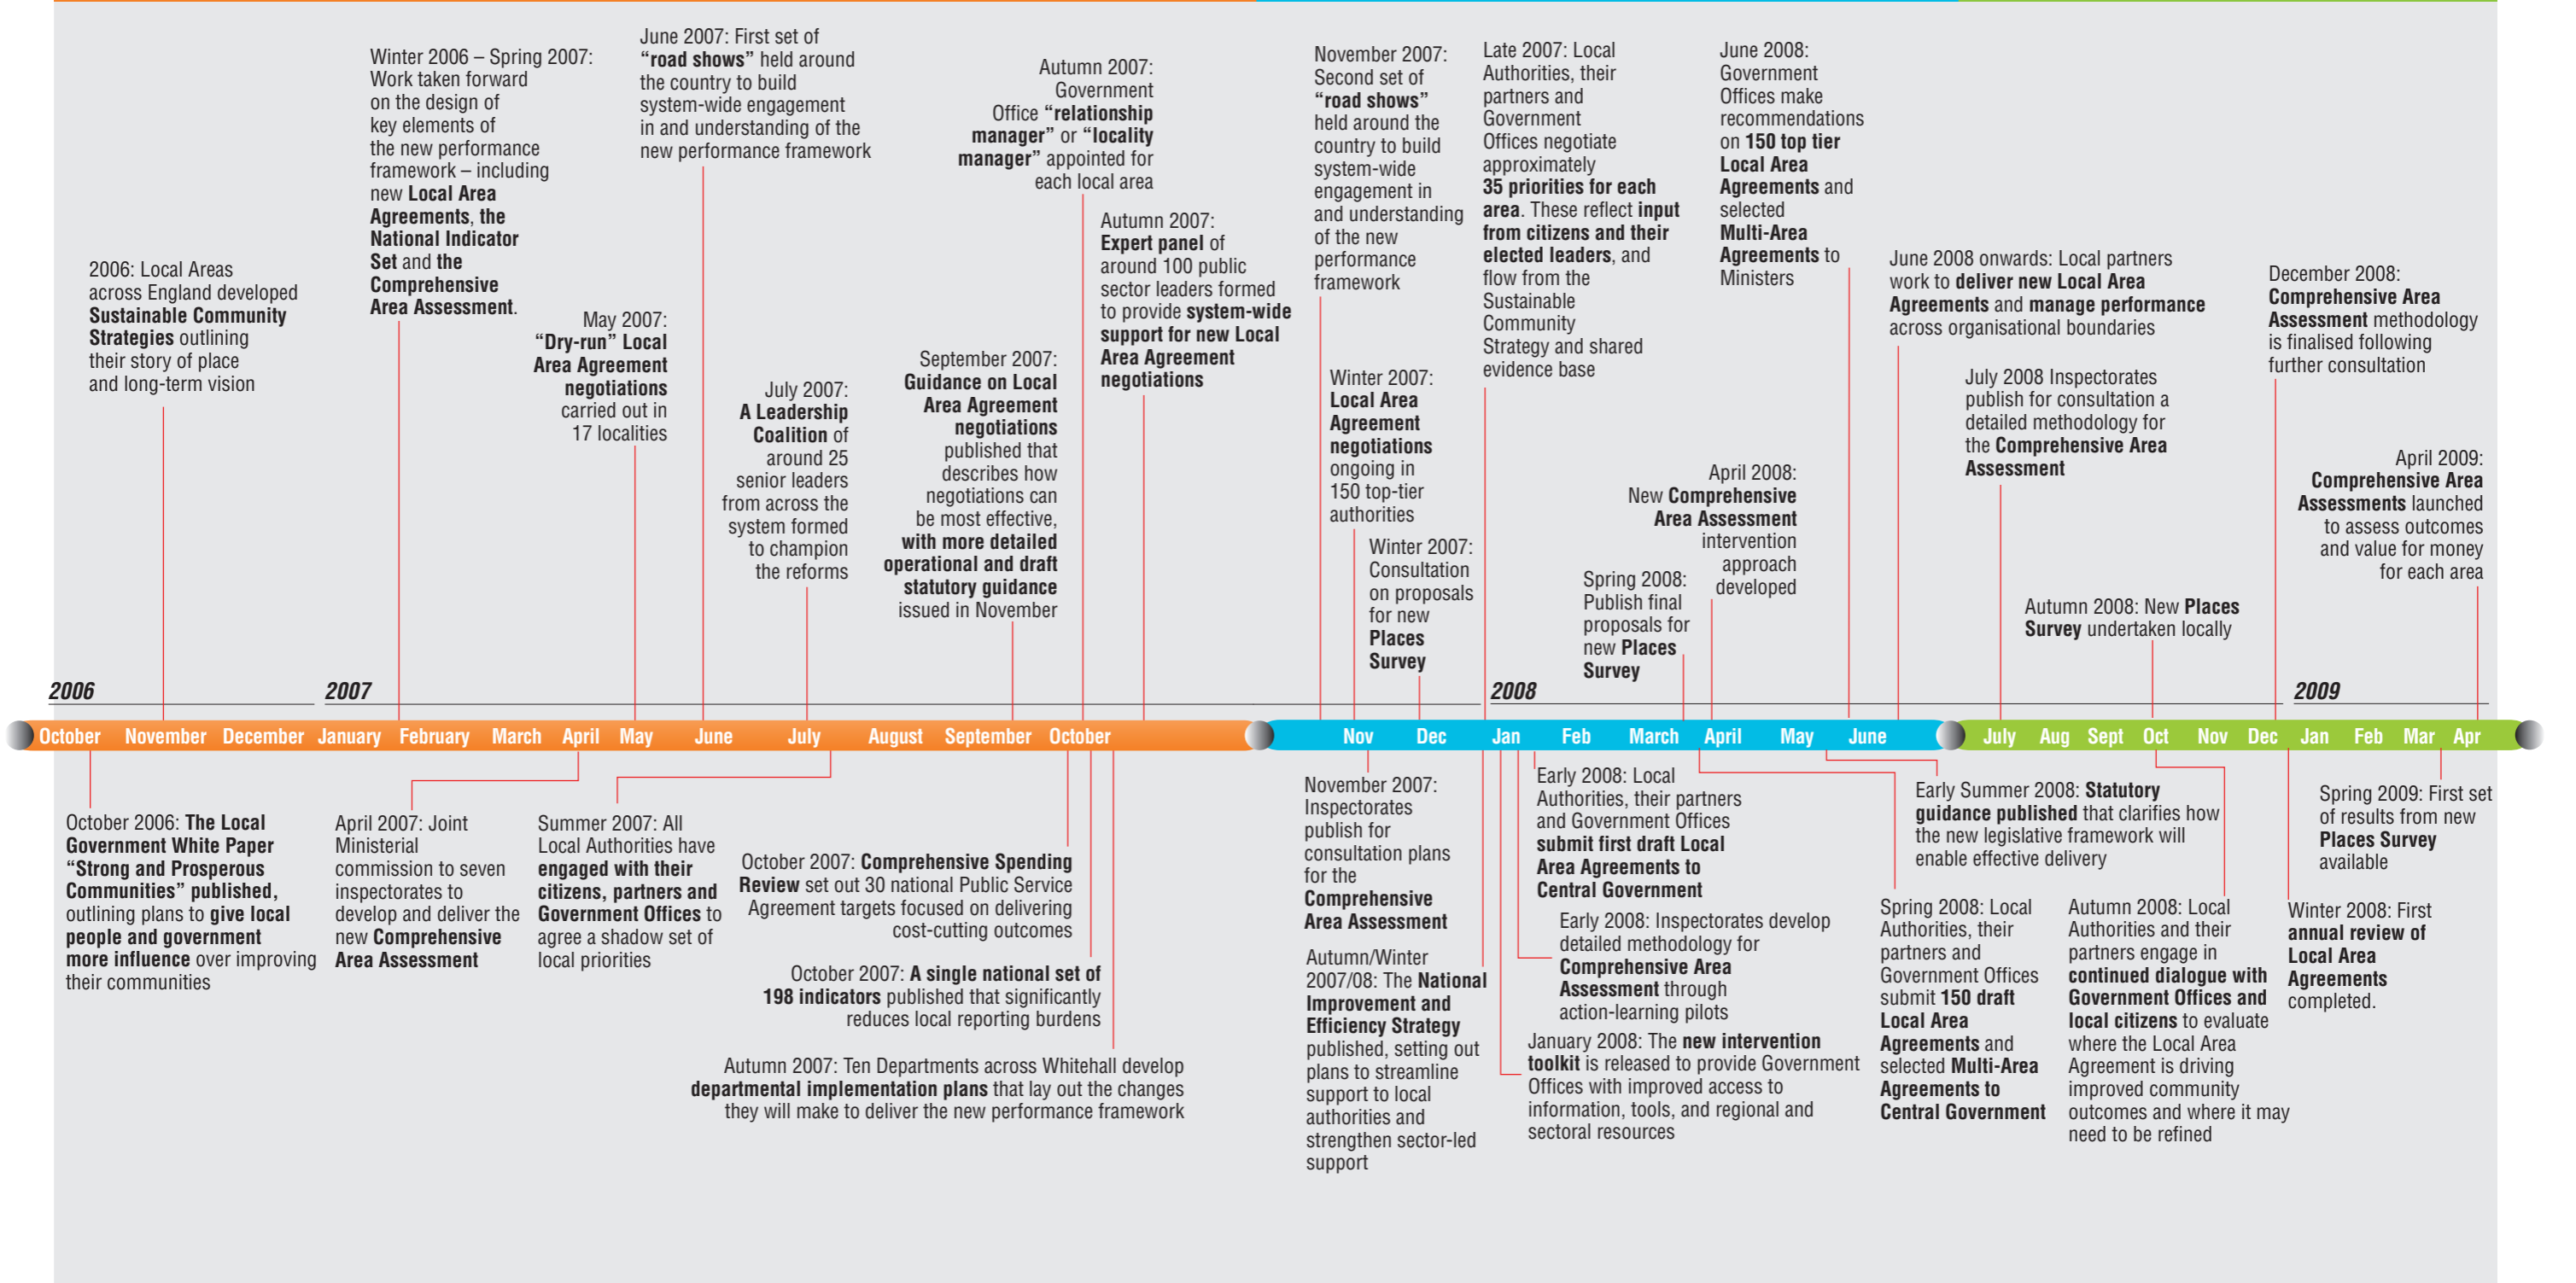 2006: Local Areas
across England developed
Sustainable Community
Strategies outlining
their story of place
and long-term vision
Winter 2006 – Spring 2007:
Work taken forward
on the design of
key elements of
the new performance
framework – including
new Local Area
Agreements, the
National Indicator
Set and the
Comprehensive
Area Assessment.
May 2007:
“Dry-run” Local
Area Agreement
negotiations
carried out in
17 localities
June 2007: First set of
“road shows” held around
the country to build
system-wide engagement
in and understanding of the
new performance framework
July 2007:
A Leadership
Coalition of
around 25
senior leaders
from across the
system formed
to champion
the reforms
September 2007:
Guidance on Local
Area Agreement
negotiations
published that
describes how
negotiations can
be most effective,
with more detailed
operational and draft
statutory guidance
issued in November
Autumn 2007:
Government
Office “relationship
manager” or “locality
manager” appointed for
each local area
Autumn 2007:
Expert panel of
around 100 public
sector leaders formed
to provide system-wide
support for new Local
Area Agreement
negotiations
November 2007:
Second set of
“road shows”
held around the
country to build
system-wide
engagement in
and understanding
of the new
performance
framework
Winter 2007:
Local Area
Agreement
negotiations
ongoing in
150 top-tier
authorities
Winter 2007:
Consultation
on proposals
for new
Places
Survey
Late 2007: Local
Authorities, their
partners and
Government
Offices negotiate
approximately
35 priorities for each
area. These reflect input
from citizens and their
elected leaders, and
flow from the
Sustainable
Community
Strategy and shared
evidence base
Spring 2008:
Publish final
proposals for
new Places
Survey
April 2008:
New Comprehensive
Area Assessment
intervention
approach
developed
June 2008:
Government
Offices make
recommendations
on 150 top tier
Local Area
Agreements and
selected
Multi-Area
Agreements to
Ministers
June 2008 onwards: Local partners
work to deliver new Local Area
Agreements and manage performance
across organisational boundaries
July 2008 Inspectorates
publish for consultation a
detailed methodology for
the Comprehensive Area
Assessment
Autumn 2008: New Places
Survey undertaken locally
December 2008:
Comprehensive Area
Assessment methodology
is finalised following
further consultation
April 2009:
Comprehensive Area
Assessments launched
to assess outcomes
and value for money
for each area
2006 2007 2008 2009
October November December January February March April May June July August September October Nov Dec Jan Feb March April May June July Aug Sept Oct Nov Dec Jan Feb Mar Apr
October 2006: The Local
Government White Paper
“Strong and Prosperous
Communities” published,
outlining plans to give local
people and government
more influence over improving
their communities
April 2007: Joint
Ministerial
commission to seven
inspectorates to
develop and deliver the
new Comprehensive
Area Assessment
Summer 2007: All
Local Authorities have
engaged with their
citizens, partners and
Government Offices to
agree a shadow set of
local priorities
October 2007: Comprehensive Spending
Review set out 30 national Public Service
Agreement targets focused on delivering
cost-cutting outcomes
October 2007: A single national set of
198 indicators published that significantly
reduces local reporting burdens
Autumn 2007: Ten Departments across Whitehall develop
departmental implementation plans that lay out the changes
they will make to deliver the new performance framework
November 2007:
Inspectorates
publish for
consultation plans
for the
Comprehensive
Area Assessment
Autumn/Winter
2007/08: The National
Improvement and
Efficiency Strategy
published, setting out
plans to streamline
support to local
authorities and
strengthen sector-led
support
Early 2008: Local
Authorities, their partners
and Government Offices
submit first draft Local
Area Agreements to
Central Government
Early 2008: Inspectorates develop
detailed methodology for
Comprehensive Area
Assessment through
action-learning pilots
January 2008: The new intervention
toolkit is released to provide Government
Offices with improved access to
information, tools, and regional and
sectoral resources
Early Summer 2008: Statutory
guidance published that clarifies how
the new legislative framework will
enable effective delivery
Spring 2008: Local
Authorities, their
partners and
Government Offices
submit 150 draft
Local Area
Agreements and
selected Multi-Area
Agreements to
Central Government
Autumn 2008: Local
Authorities and their
partners engage in
continued dialogue with
Government Offices and
local citizens to evaluate
where the Local Area
Agreement is driving
improved community
outcomes and where it may
need to be refined
Winter 2008: First
annual review of
Local Area
Agreements
completed.
Spring 2009: First set
of results from new
Places Survey
available